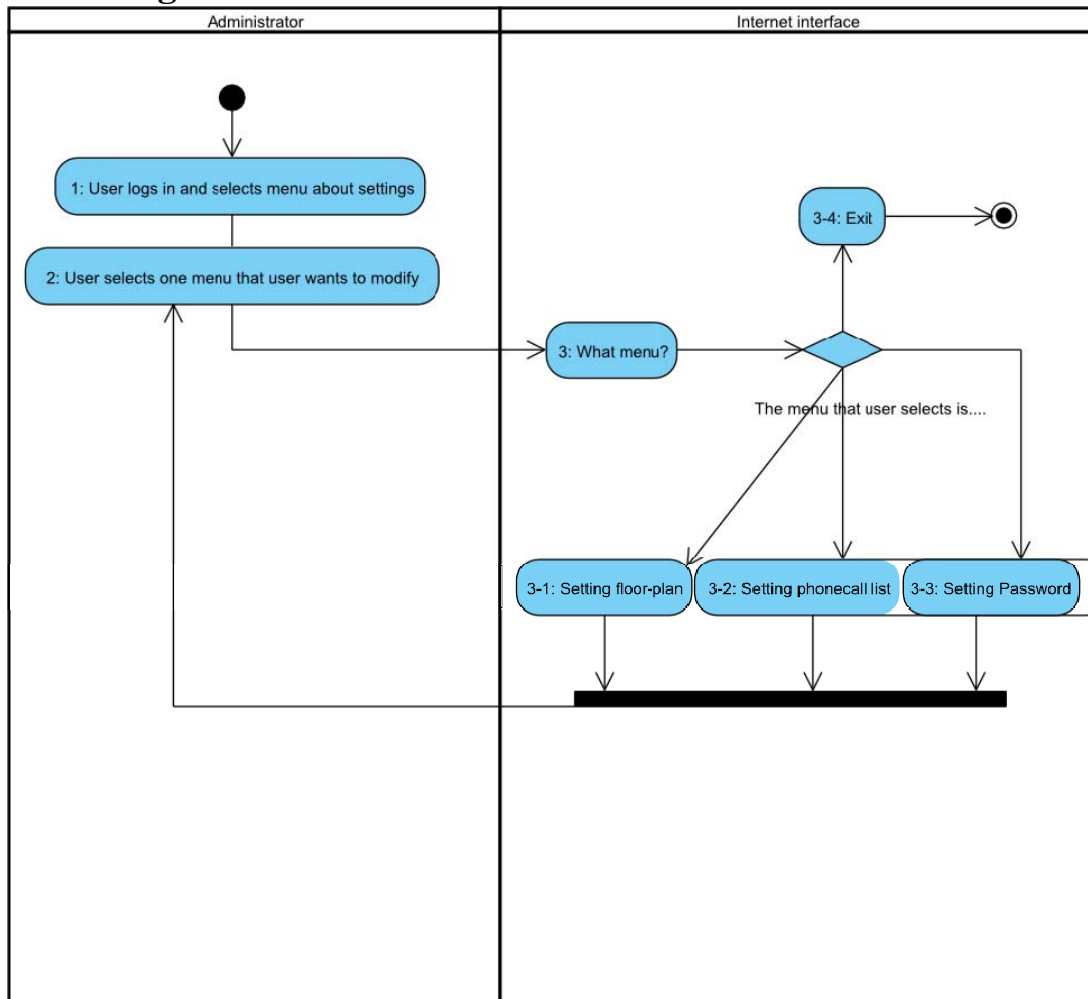 Administrator
Internet interface
1: User logs in and selects menu about settings
3-4: Exit
2: User selects one menu that user wants to modify
3: What menu?
The menu that user selects is....
3-1: Setting floor-plan
3-2: Setting phonecall list
3-3: Setting Password